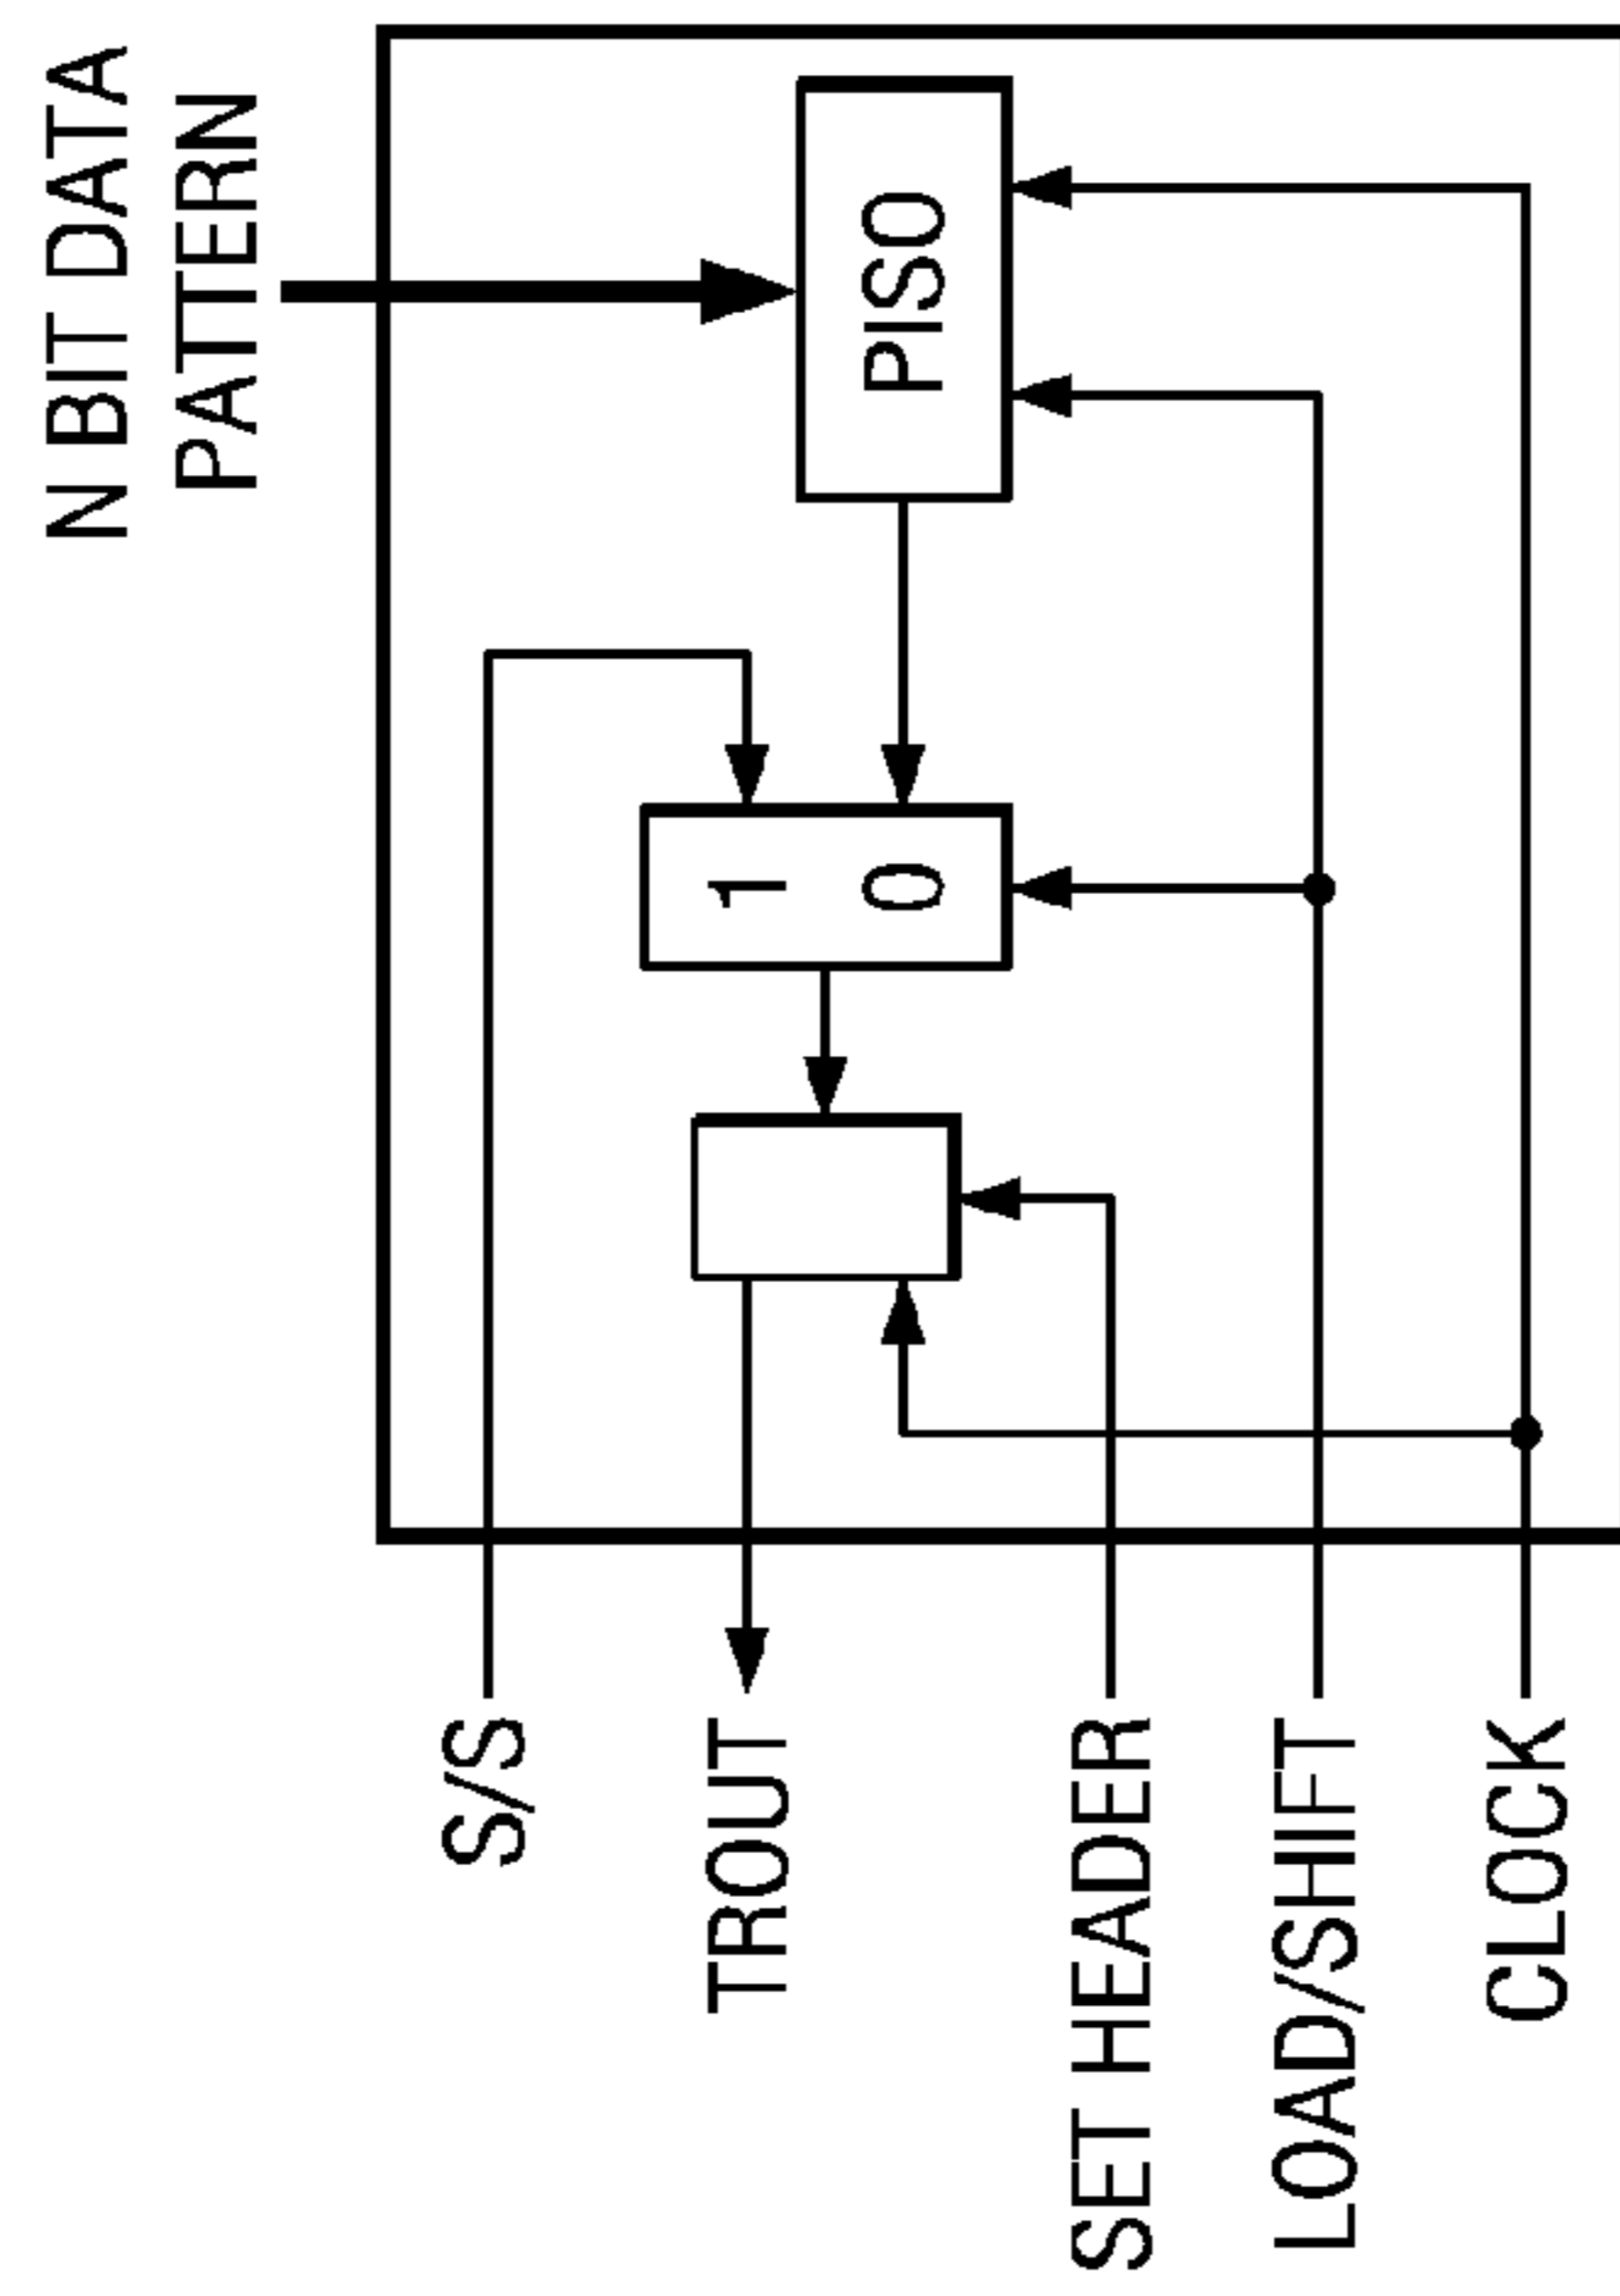 N BIT DATA
PATTERN
PISO
1
0
S/S
TROUT
SET HEADER
LOAD/SHIFT
CLOCK